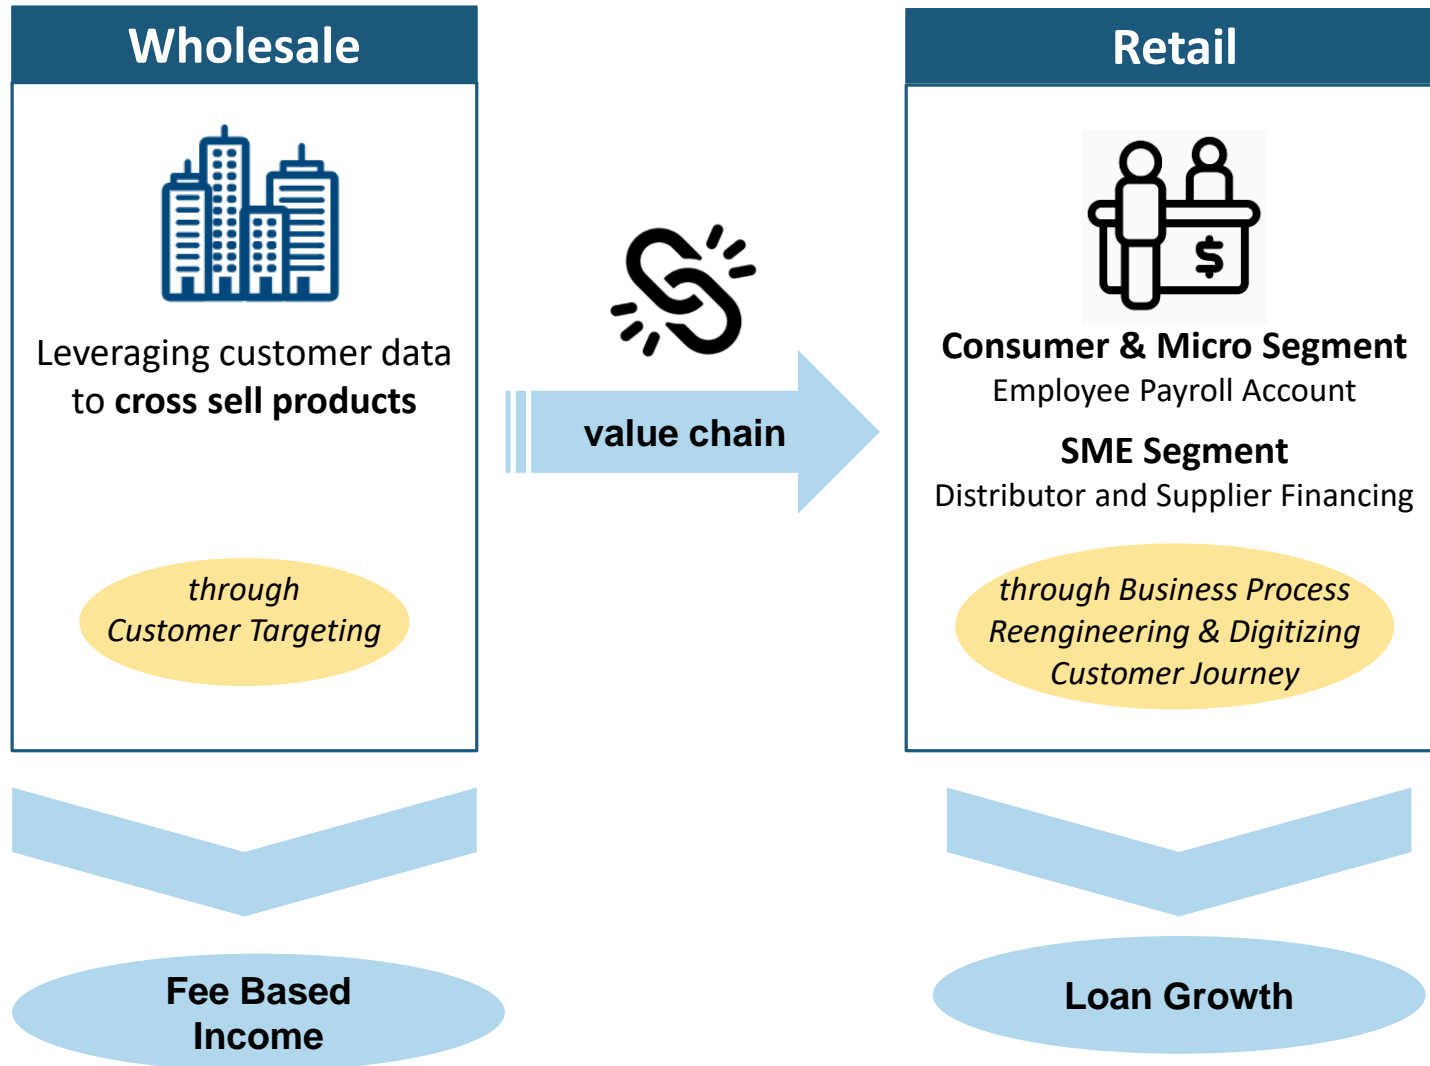 Wholesale
Leveraging customer data
to cross sell products
through
Customer Targeting
value chain
Retail
$
Consumer & Micro Segment
Employee Payroll Account
SME Segment
Distributor and Supplier Financing
through Business Process
Reengineering & Digitizing
Customer Journey
Fee Based
Income
Loan Growth